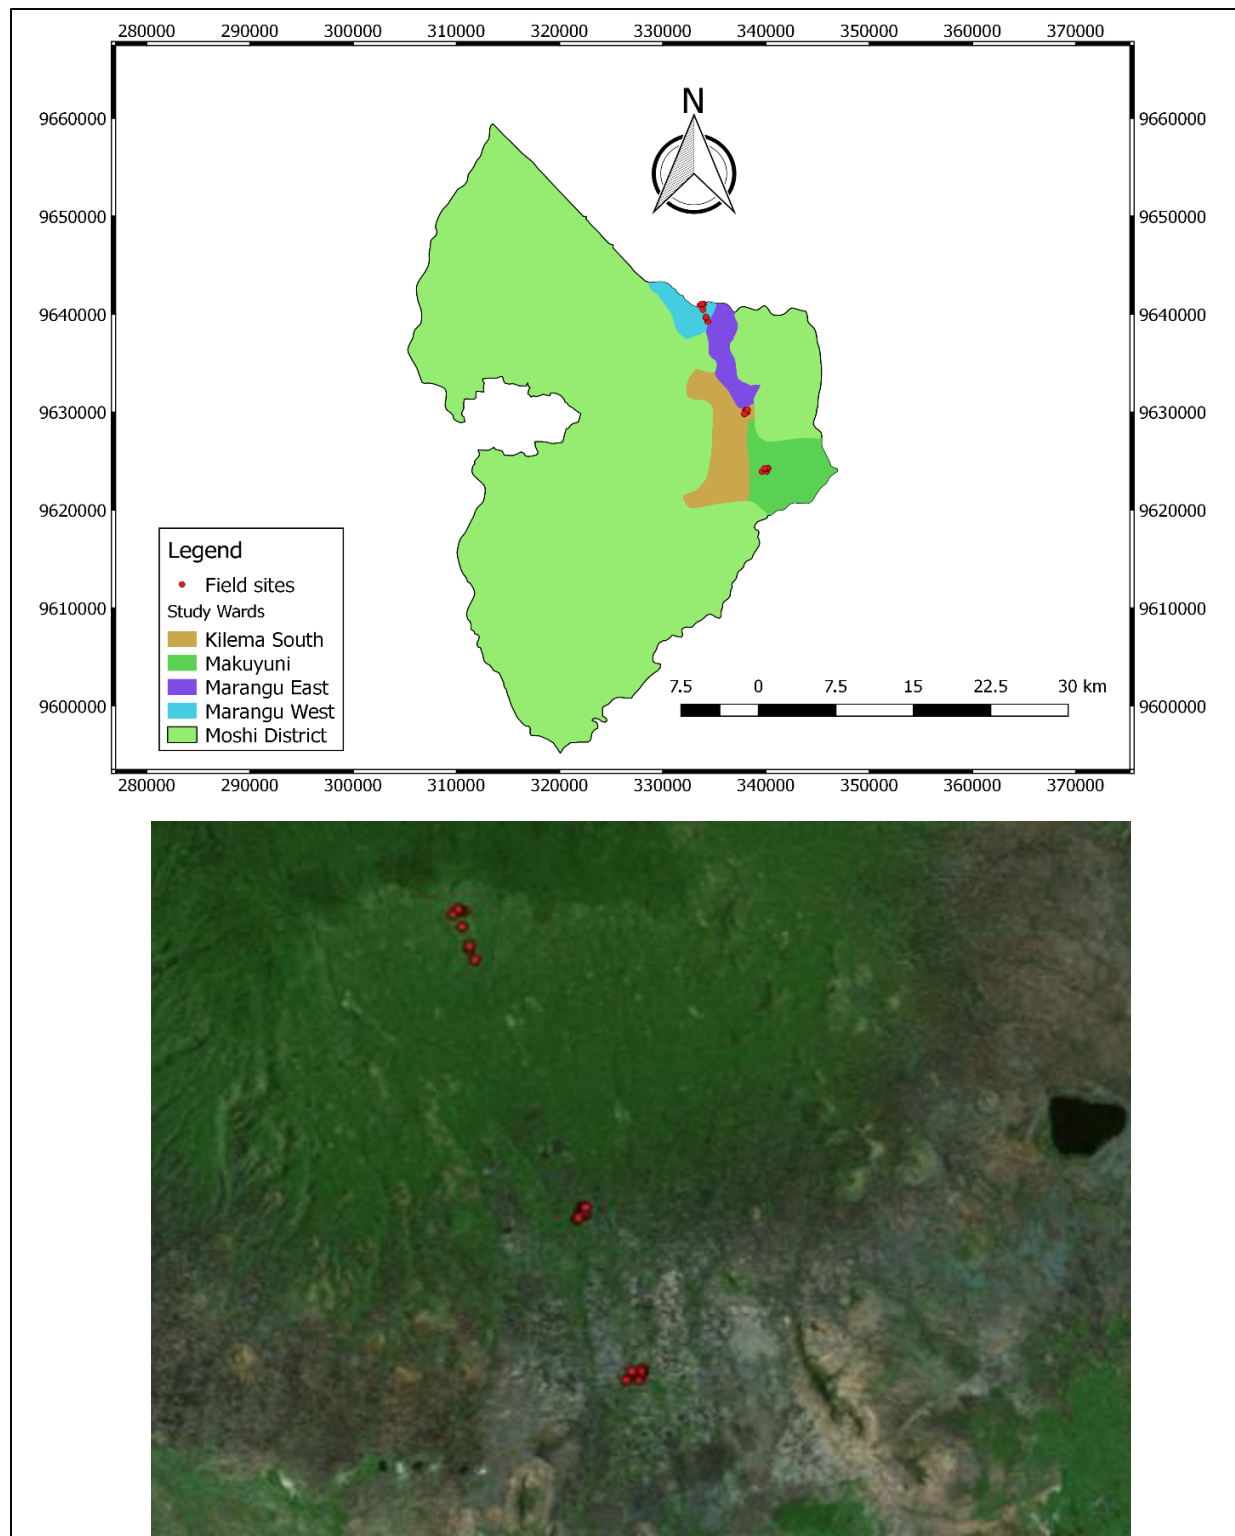 280000 290000 300000 310000 320000 330000 340000 350000 360000 370000
N
9660000 9660000
9650000 9650000
9640000 9640000
9630000 9630000
9620000 9620000
9610000 9610000
9600000 9600000
Legend
Field sites
Study Wards
Kilema South
Makuyuni
Marangu East
Marangu West
Moshi District
7.5 0 7.5 15 22.5 30 km
280000 290000 300000 310000 320000 330000 340000 350000 360000 370000